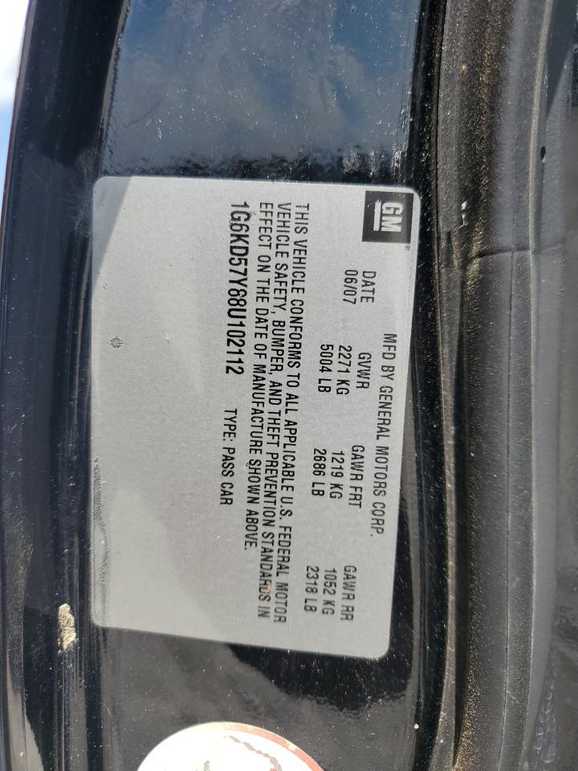 GM
MFD BY GENERAL MOTORS CORP.
DATE GVWR GAWR FRT GAWR RR
06/07 2271 KG 1219 KG 1052 KG
5004 LB 2686 LB 2318 LB
THIS VEHICLE CONFORMS TO ALL APPLICABLE U.S. FEDERAL MOTOR
VEHICLE SAFETY, BUMPER, AND THEFT PREVENTION STANDARDS IN
EFFECT ON THE DATE OF MANUFACTURE SHOWN ABOVE.
1G6KD57Y88U102112 TYPE: PASS CAR